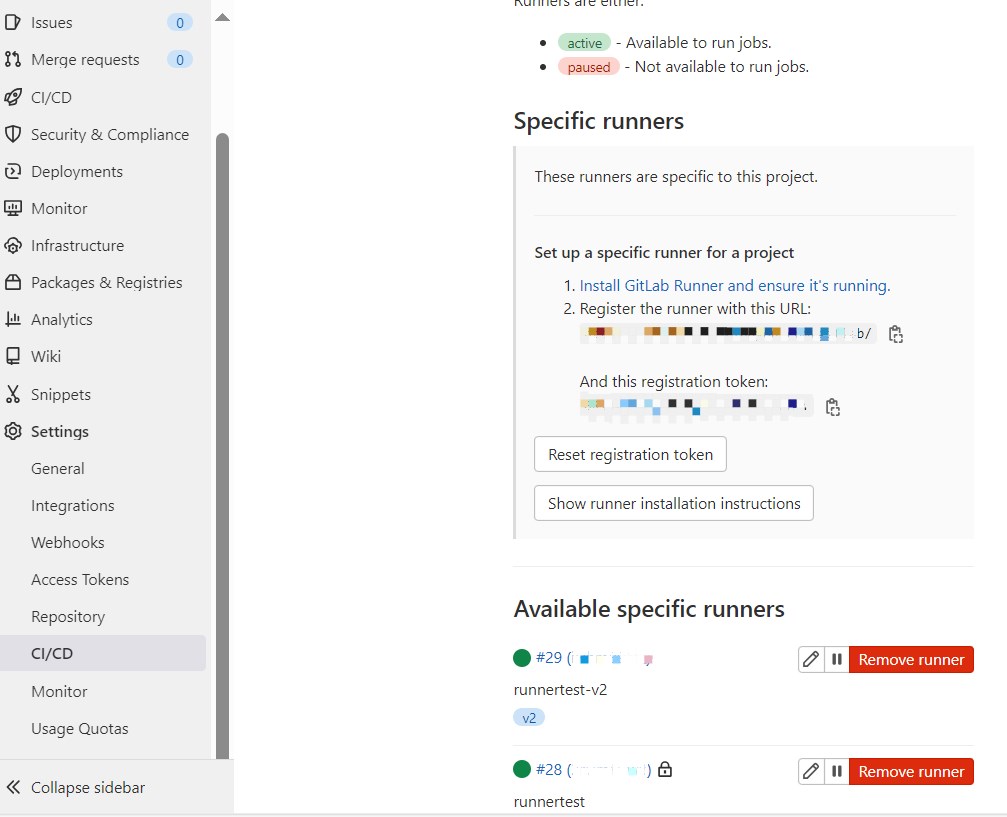 Issues 0
Merge requests 0
CI/CD
Security & Compliance
Deployments
Monitor
Infrastructure
Packages & Registries
Analytics
Wiki
Snippets
Settings
General
Integrations
Webhooks
Access Tokens
Repository
CI/CD
Monitor
Usage Quotas
Collapse sidebar
Runners are either:
active - Available to run jobs.
paused - Not available to run jobs.
Specific runners
These runners are specific to this project.
Set up a specific runner for a project
1. Install GitLab Runner and ensure it's running.
2. Register the runner with this URL:
b/
And this registration token:
Reset registration token
Show runner installation instructions
Available specific runners
#29 (
Remove runner
runnertest-v2
v2
#28 ( )
Remove runner
runnertest